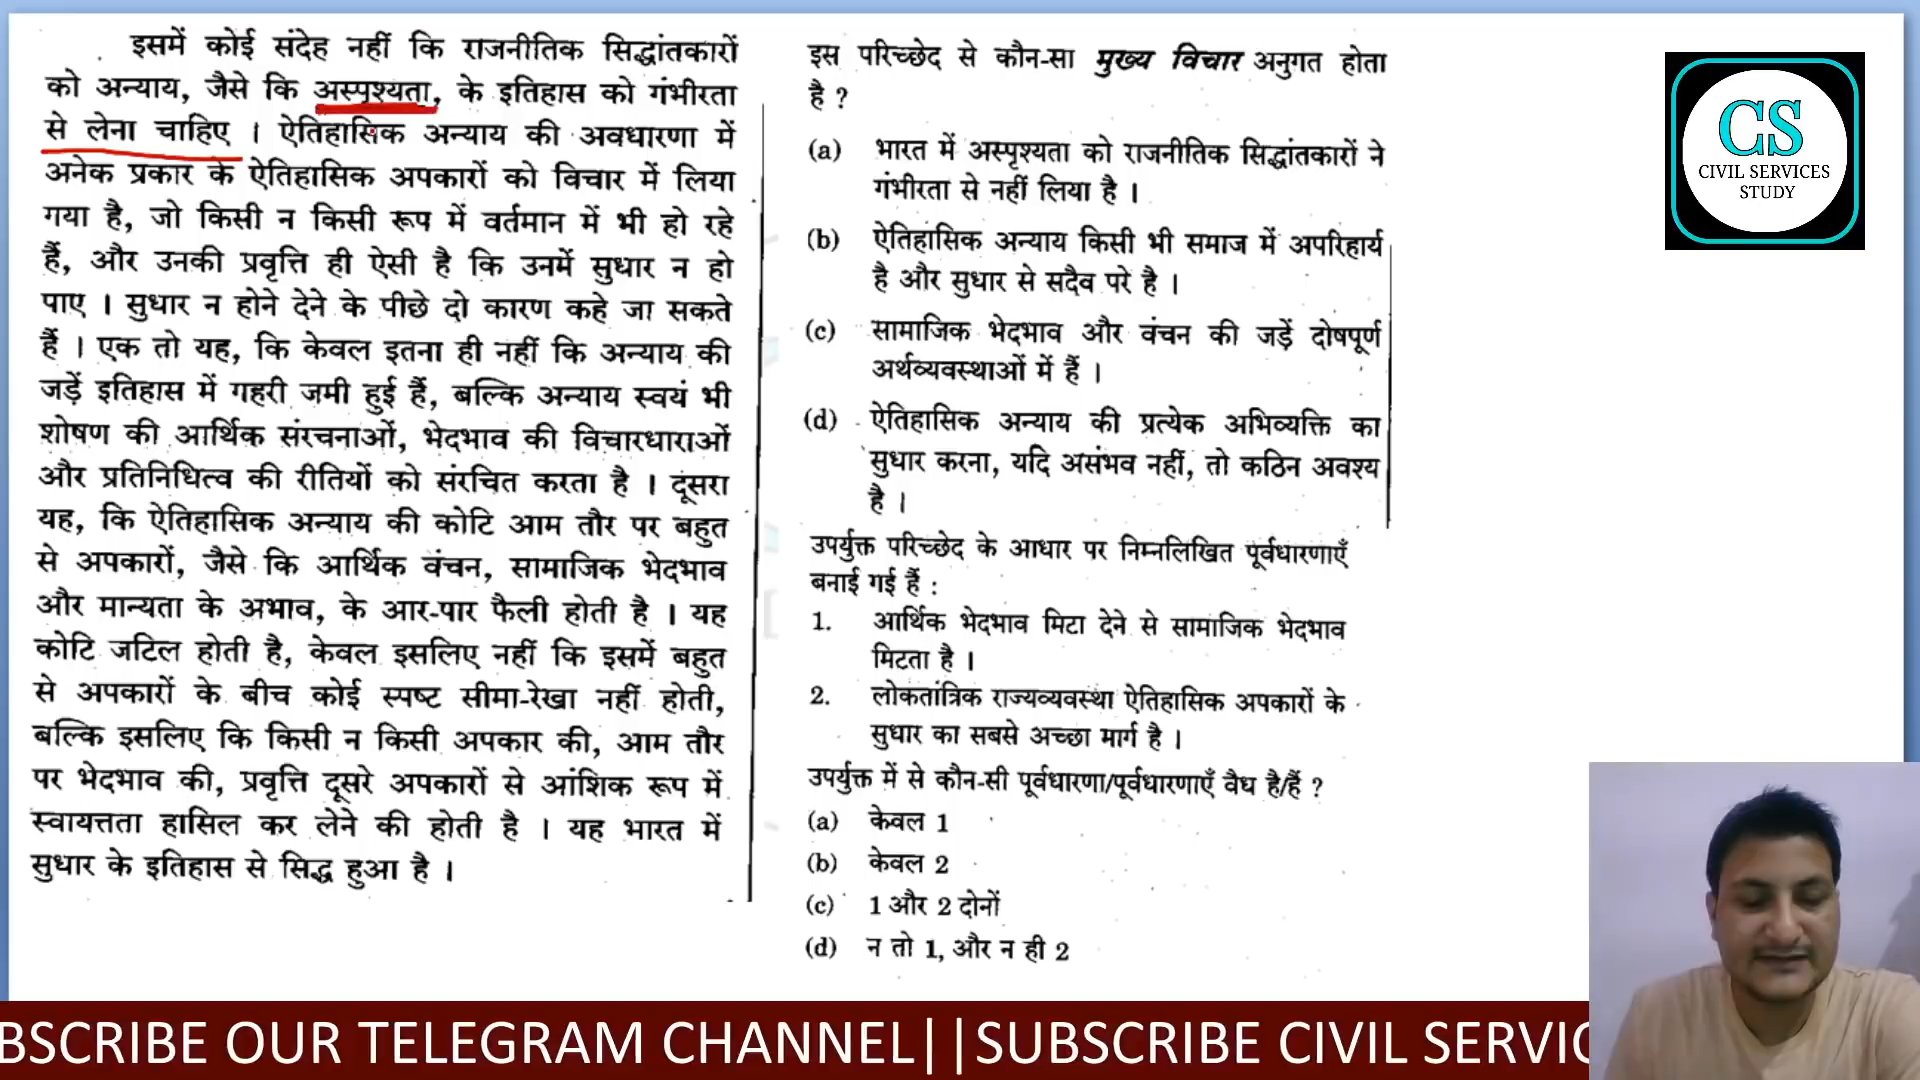 इसमें कोई संदेह नहीं कि राजनीतिक सिद्धांतकारों
को अन्याय, जैसे कि अस्पृश्यता, के इतिहास को गंभीरता
से लेना चाहिए । ऐतिहासिक अन्याय की अवधारणा में
अनेक प्रकार के ऐतिहासिक अपकारों को विचार में लिया
गया है, जो किसी न किसी रूप में वर्तमान में भी हो रहे
हैं, और उनकी प्रवृत्ति ही ऐसी है कि उनमें सुधार न हो
पाए । सुधार न होने देने के पीछे दो कारण कहे जा सकते
हैं । एक तो यह, कि केवल इतना ही नहीं कि अन्याय की
जड़ें इतिहास में गहरी जमी हुई हैं, बल्कि अन्याय स्वयं भी
शोषण की आर्थिक संरचनाओं, भेदभाव की विचारधाराओं
और प्रतिनिधित्व की रीतियों को संरचित करता है । दूसरा
यह, कि ऐतिहासिक अन्याय की कोटि आम तौर पर बहुत
से अपकारों, जैसे कि आर्थिक वंचन, सामाजिक भेदभाव
और मान्यता के अभाव, के आर-पार फैली होती है । यह
कोटि जटिल होती है, केवल इसलिए नहीं कि इसमें बहुत
से अपकारों के बीच कोई स्पष्ट सीमा-रेखा नहीं होती,
बल्कि इसलिए कि किसी न किसी अपकार की, आम तौर
पर भेदभाव की, प्रवृत्ति दूसरे अपकारों से आंशिक रूप में
स्वायत्तता हासिल कर लेने की होती है । यह भारत में
सुधार के इतिहास से सिद्ध हुआ है ।
इस परिच्छेद से कौन-सा मुख्य विचार अनुगत होता
है ?
(a) भारत में अस्पृश्यता को राजनीतिक सिद्धांतकारों ने
गंभीरता से नहीं लिया है ।
(b) ऐतिहासिक अन्याय किसी भी समाज में अपरिहार्य
है और सुधार से सदैव परे है ।
(c) सामाजिक भेदभाव और वंचन की जड़ें दोषपूर्ण
अर्थव्यवस्थाओं में हैं ।
(d) ऐतिहासिक अन्याय की प्रत्येक अभिव्यक्ति का
सुधार करना, यदि असंभव नहीं, तो कठिन अवश्य
है ।
उपर्युक्त परिच्छेद के आधार पर निम्नलिखित पूर्वधारणाएँ
बनाई गई हैं :
1. आर्थिक भेदभाव मिटा देने से सामाजिक भेदभाव
मिटता है ।
2. लोकतांत्रिक राज्यव्यवस्था ऐतिहासिक अपकारों के
सुधार का सबसे अच्छा मार्ग है ।
उपर्युक्त में से कौन-सी पूर्वधारणा/पूर्वधारणाएँ वैध है/हैं ?
(a) केवल 1
(b) केवल 2
(c) 1 और 2 दोनों
(d) न तो 1, और न ही 2
CS
CIVIL SERVICES
STUDY
BSCRIBE OUR TELEGRAM CHANNEL||SUBSCRIBE CIVIL SERVIC